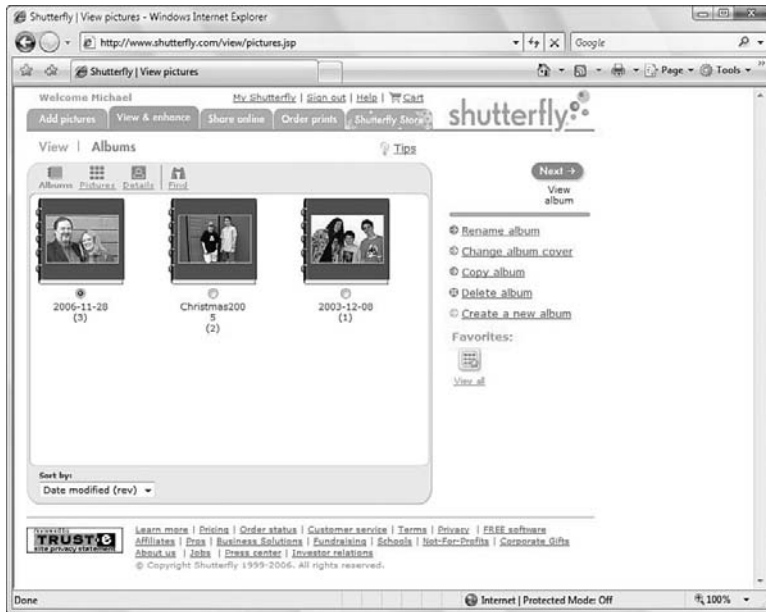 Shutterfly | View pictures - Windows Internet Explorer
http://www.shutterfly.com/view/pictures.jsp
Google
Shutterfly | View pictures
Page
Tools
Welcome Michael
My Shutterfly | Sign out | Help | Cart
Add pictures
View & enhance
Share online
Order prints
Shutterfly Store
shutterfly
View | Albums
Tips
Albums
Pictures
Details
Find
Next
View
album
2006-11-28
(3)
Christmas200
5
(2)
2003-12-08
(1)
Rename album
Change album cover
Copy album
Delete album
Create a new album
Favorites:
View all
Sort by:
Date modified (rev)
TRUSTe
site privacy statement
Learn more | Pricing | Order status | Customer service | Terms | Privacy | FREE software
Affiliates | Pros | Business Solutions | Fundraising | Schools | Not-For-Profits | Corporate Gifts
About us | Jobs | Press center | Investor relations
© Copyright Shutterfly 1999-2006. All rights reserved.
Done
Internet | Protected Mode: Off
100%